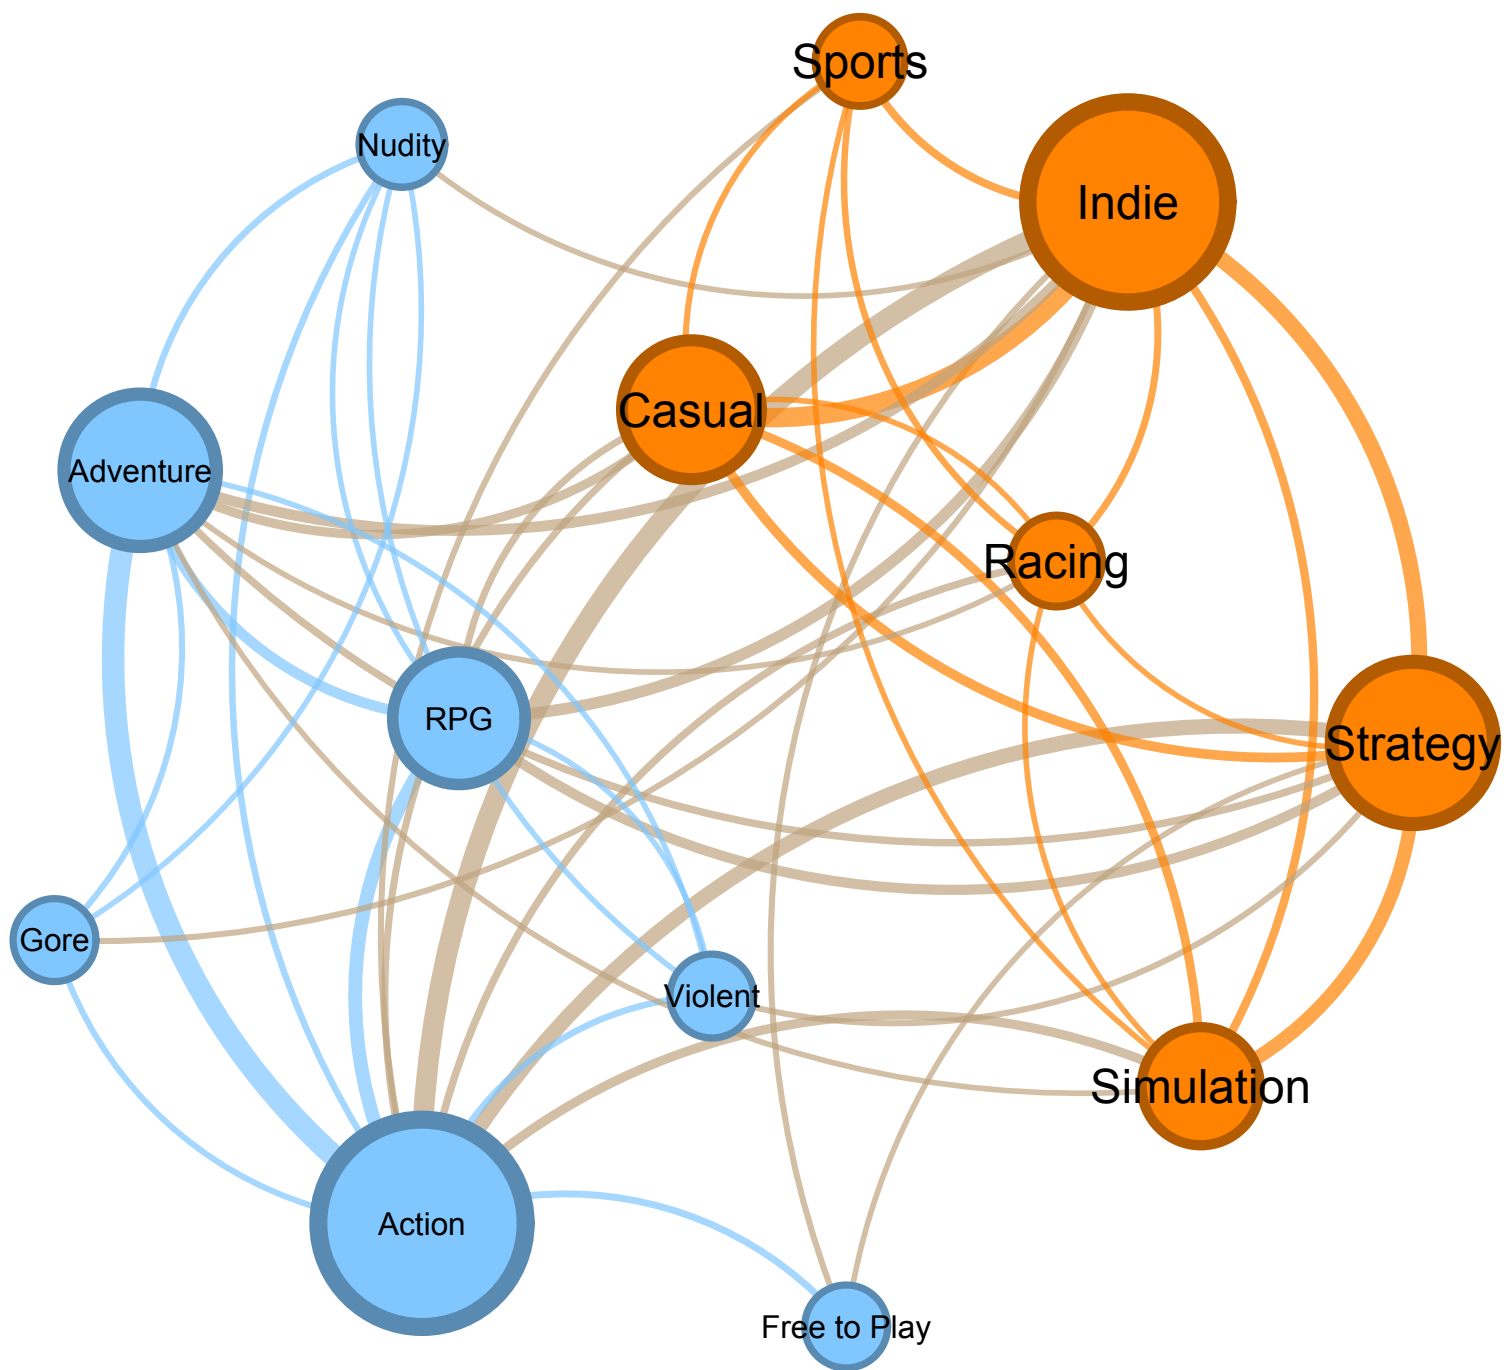 Sports
Nudity
Indie
Casual
Adventure
Racing
RPG
Strategy
Gore
Violent
Simulation
Action
Free to Play